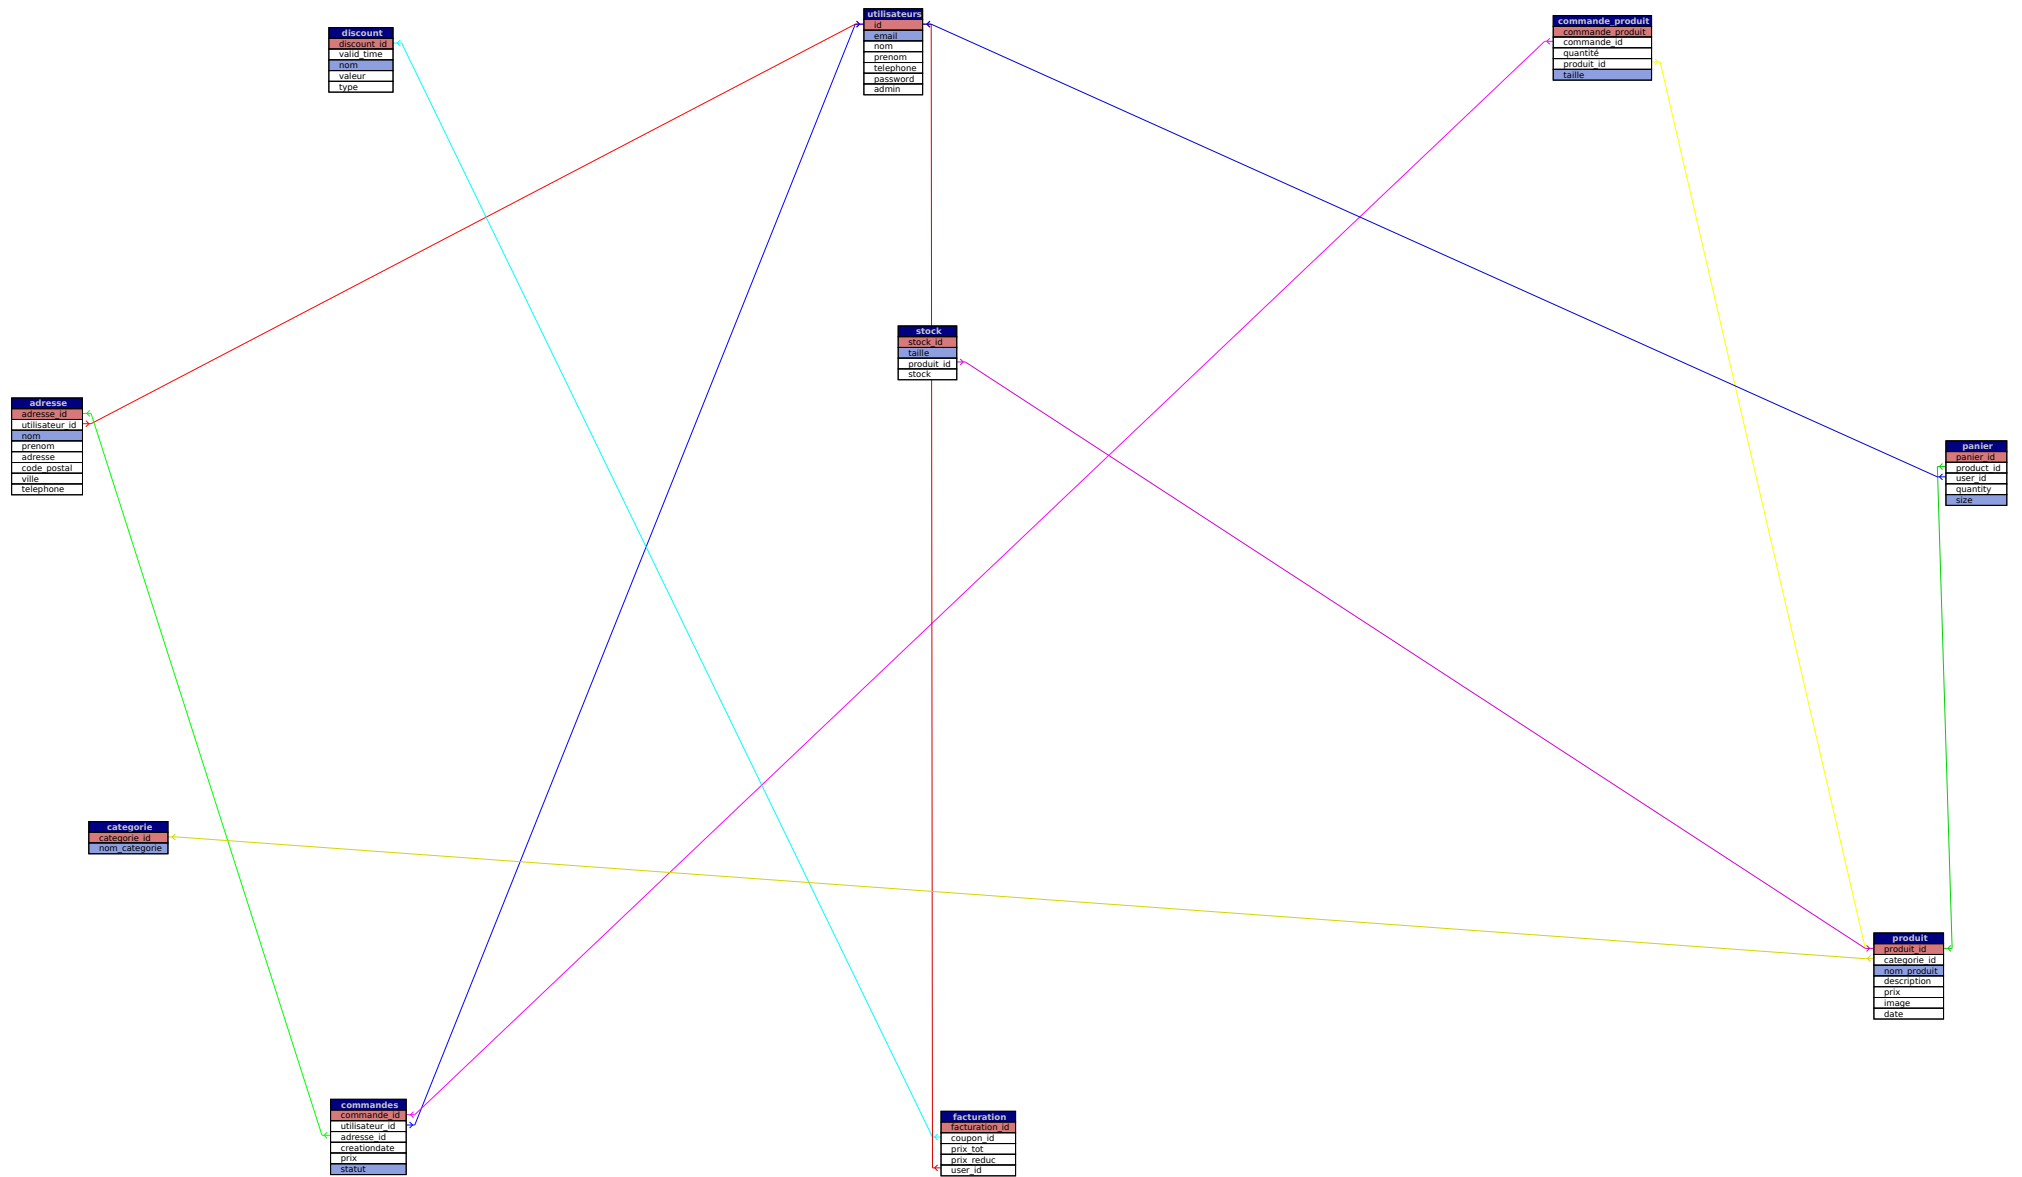 utilisateurs
id
email
nom
prenom
telephone
password
admin
commande_produit
commande_produit
commande_id
quantité
produit_id
taille
discount
discount_id
valid_time
nom
valeur
type
stock
stock_id
taille
produit_id
stock
adresse
adresse_id
utilisateur_id
nom
prenom
adresse
code_postal
ville
telephone
panier
panier_id
product_id
user_id
quantity
size
categorie
categorie_id
nom_categorie
produit
produit_id
categorie_id
nom_produit
description
prix
image
date
commandes
commande_id
utilisateur_id
adresse_id
creationdate
prix
statut
facturation
facturation_id
coupon_id
prix_tot
prix_reduc
user_id